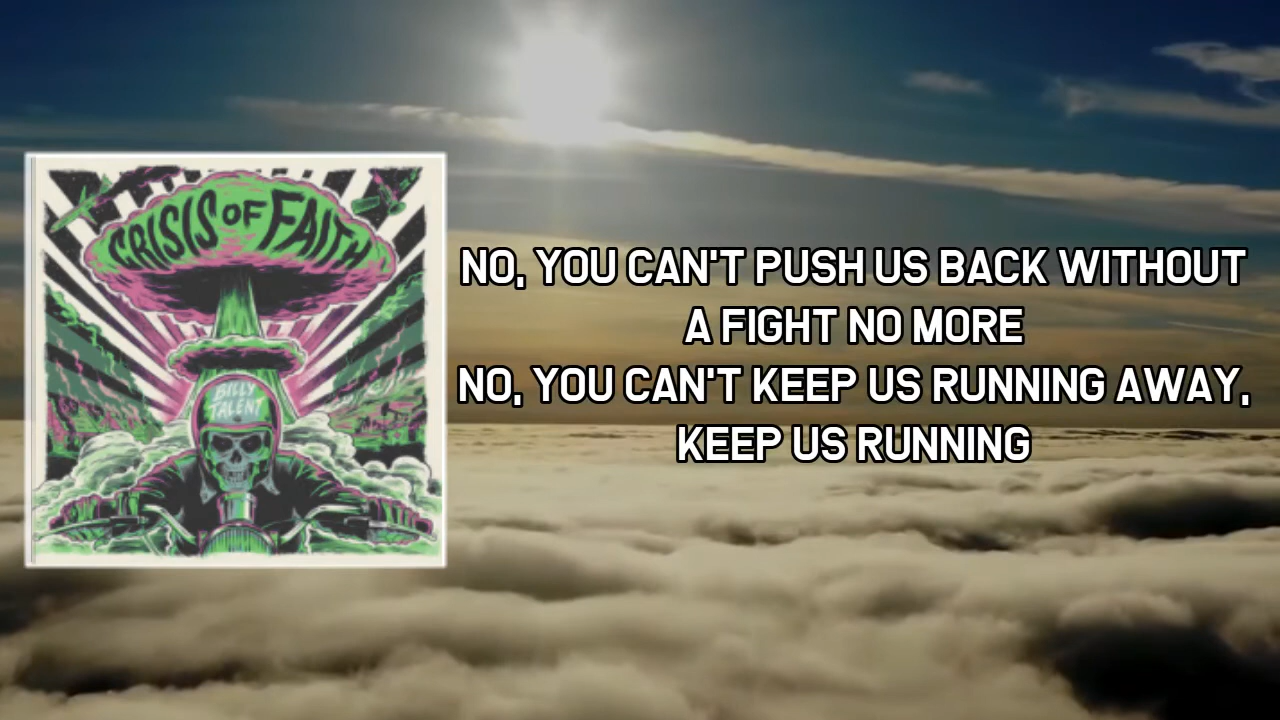 CRISIS OF FAITH
BILLY
TALENT
NO, YOU CAN'T PUSH US BACK WITHOUT
A FIGHT NO MORE
NO, YOU CAN'T KEEP US RUNNING AWAY,
KEEP US RUNNING